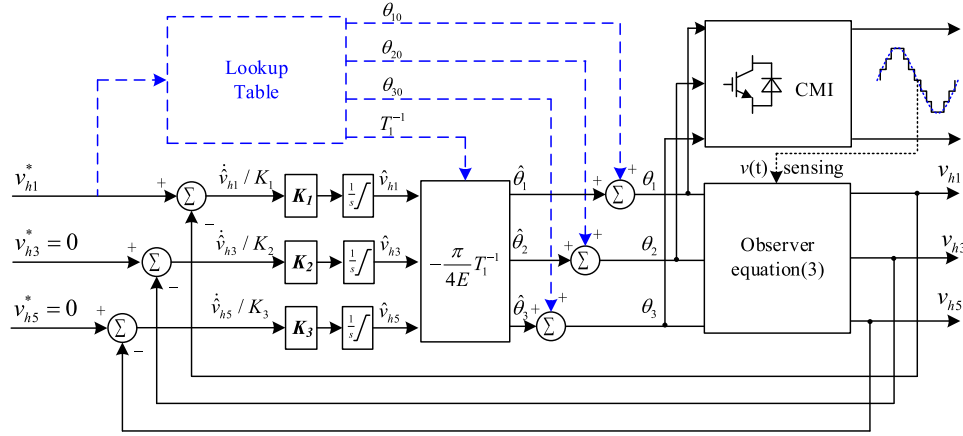 θ₁₀
θ₂₀
θ₃₀
T₁⁻¹
Lookup
Table
CMI
v(t) sensing
v*ₕ₁
+
Σ
−
v̂̇ₕ₁ / K₁
K₁
1/s
v̂ₕ₁
θ̂₁
+
+
Σ
θ₁
vₕ₁
v*ₕ₃ = 0
+
Σ
−
v̂̇ₕ₃ / K₂
K₂
1/s
v̂ₕ₃
−π/4E T₁⁻¹
θ̂₂
+
+
Σ
θ₂
Observer
equation(3)
vₕ₃
v*ₕ₅ = 0
+
Σ
−
v̂̇ₕ₅ / K₃
K₃
1/s
v̂ₕ₅
θ̂₃
+
+
Σ
θ₃
vₕ₅